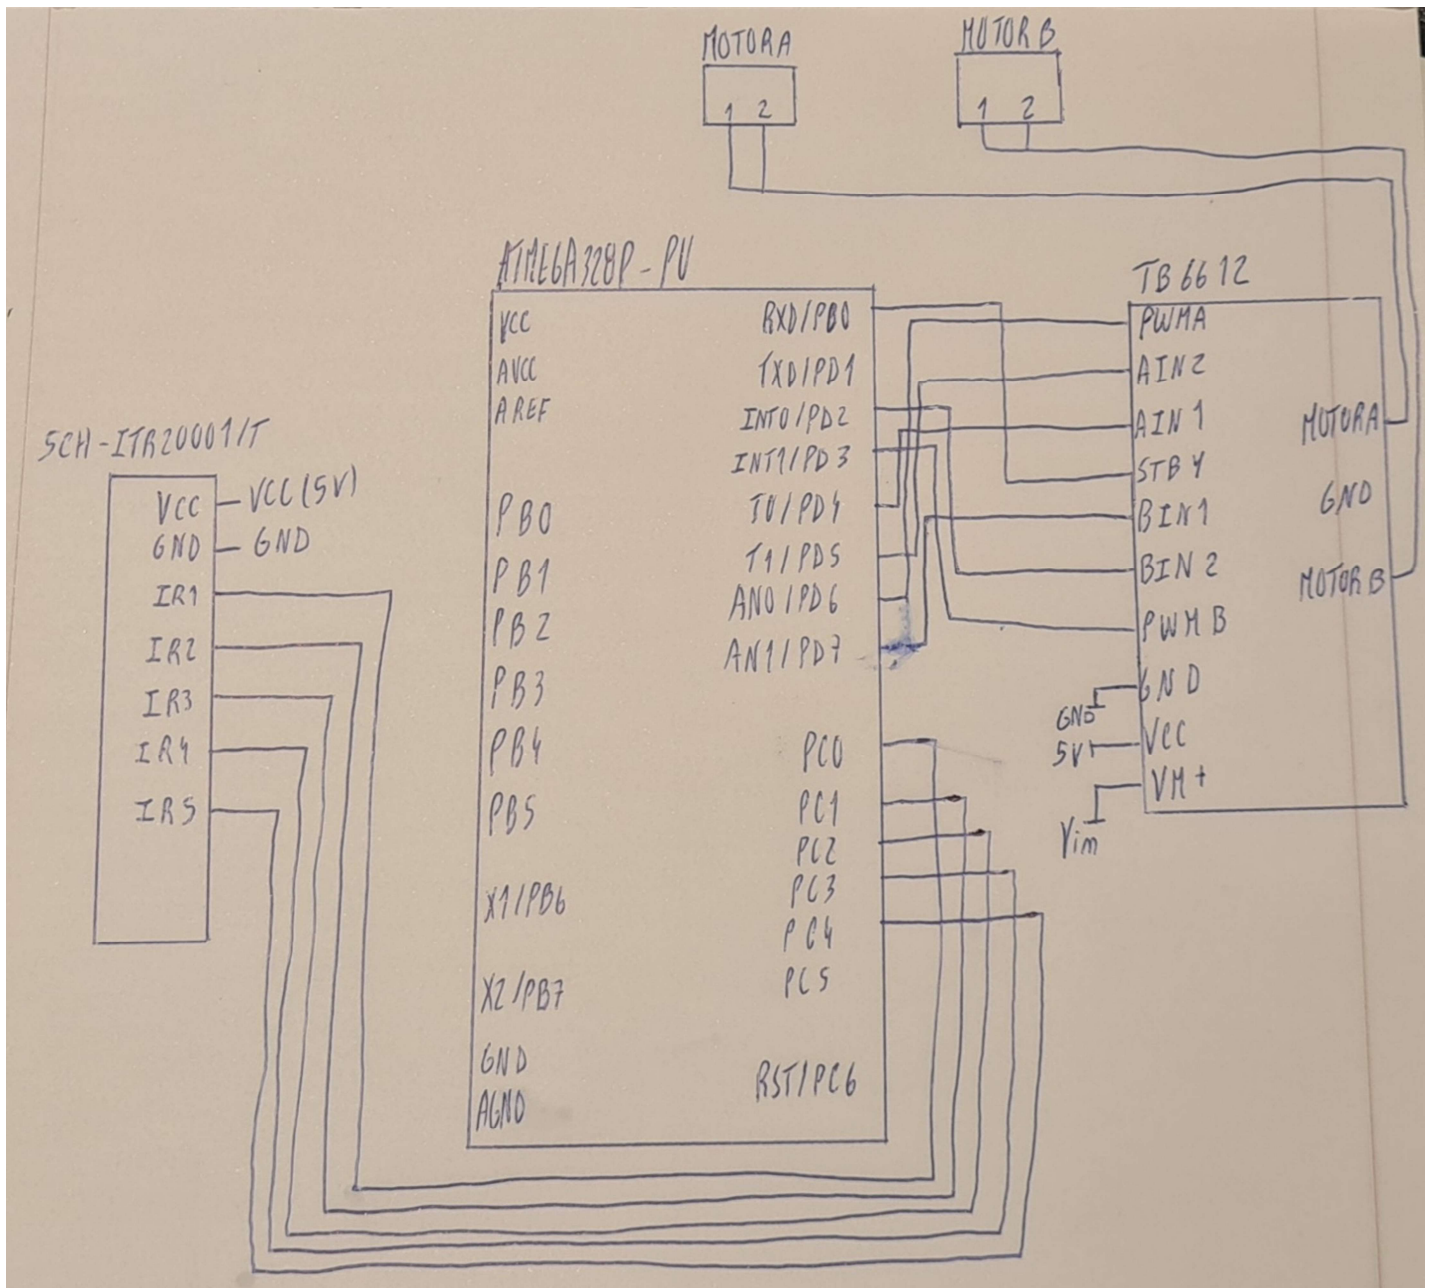 MOTORA
1 2
MOTOR B
1 2
ATMEGA328P-PU
VCC
AVCC
AREF
PB0
PB1
PB2
PB3
PB4
PB5
X1/PB6
X2/PB7
GND
AGND
RXD/PB0
TXD/PD1
INT0/PD2
INT1/PD3
T0/PD4
T1/PD5
AN0/PD6
AN1/PD7
PC0
PC1
PC2
PC3
PC4
PC5
RST/PC6
TB6612
PWMA
AIN2
AIN1
STBY
BIN1
BIN2
PWMB
GND
VCC
VM+
MOTORA
GND
MOTORB
GND
5V
Vim
SCH-ITR20001/T
VCC
GND
IR1
IR2
IR3
IR4
IR5
VCC(5V)
GND